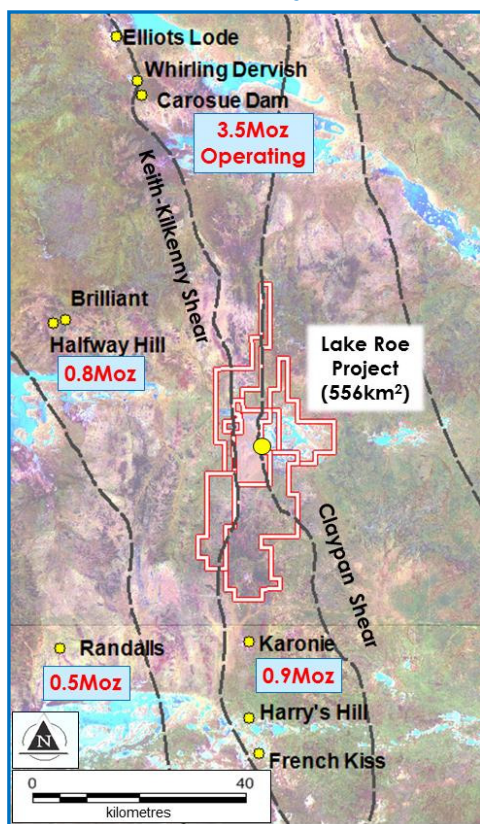 Elliots Lode
Whirling Dervish
Carosue Dam
3.5Moz
Operating
Keith-Kilkenny Shear
Brilliant
Halfway Hill
0.8Moz
Lake Roe
Project
(556km²)
Claypan Shear
Randalls
0.5Moz
Karonie
0.9Moz
Harry's Hill
French Kiss
N
0 40
kilometres